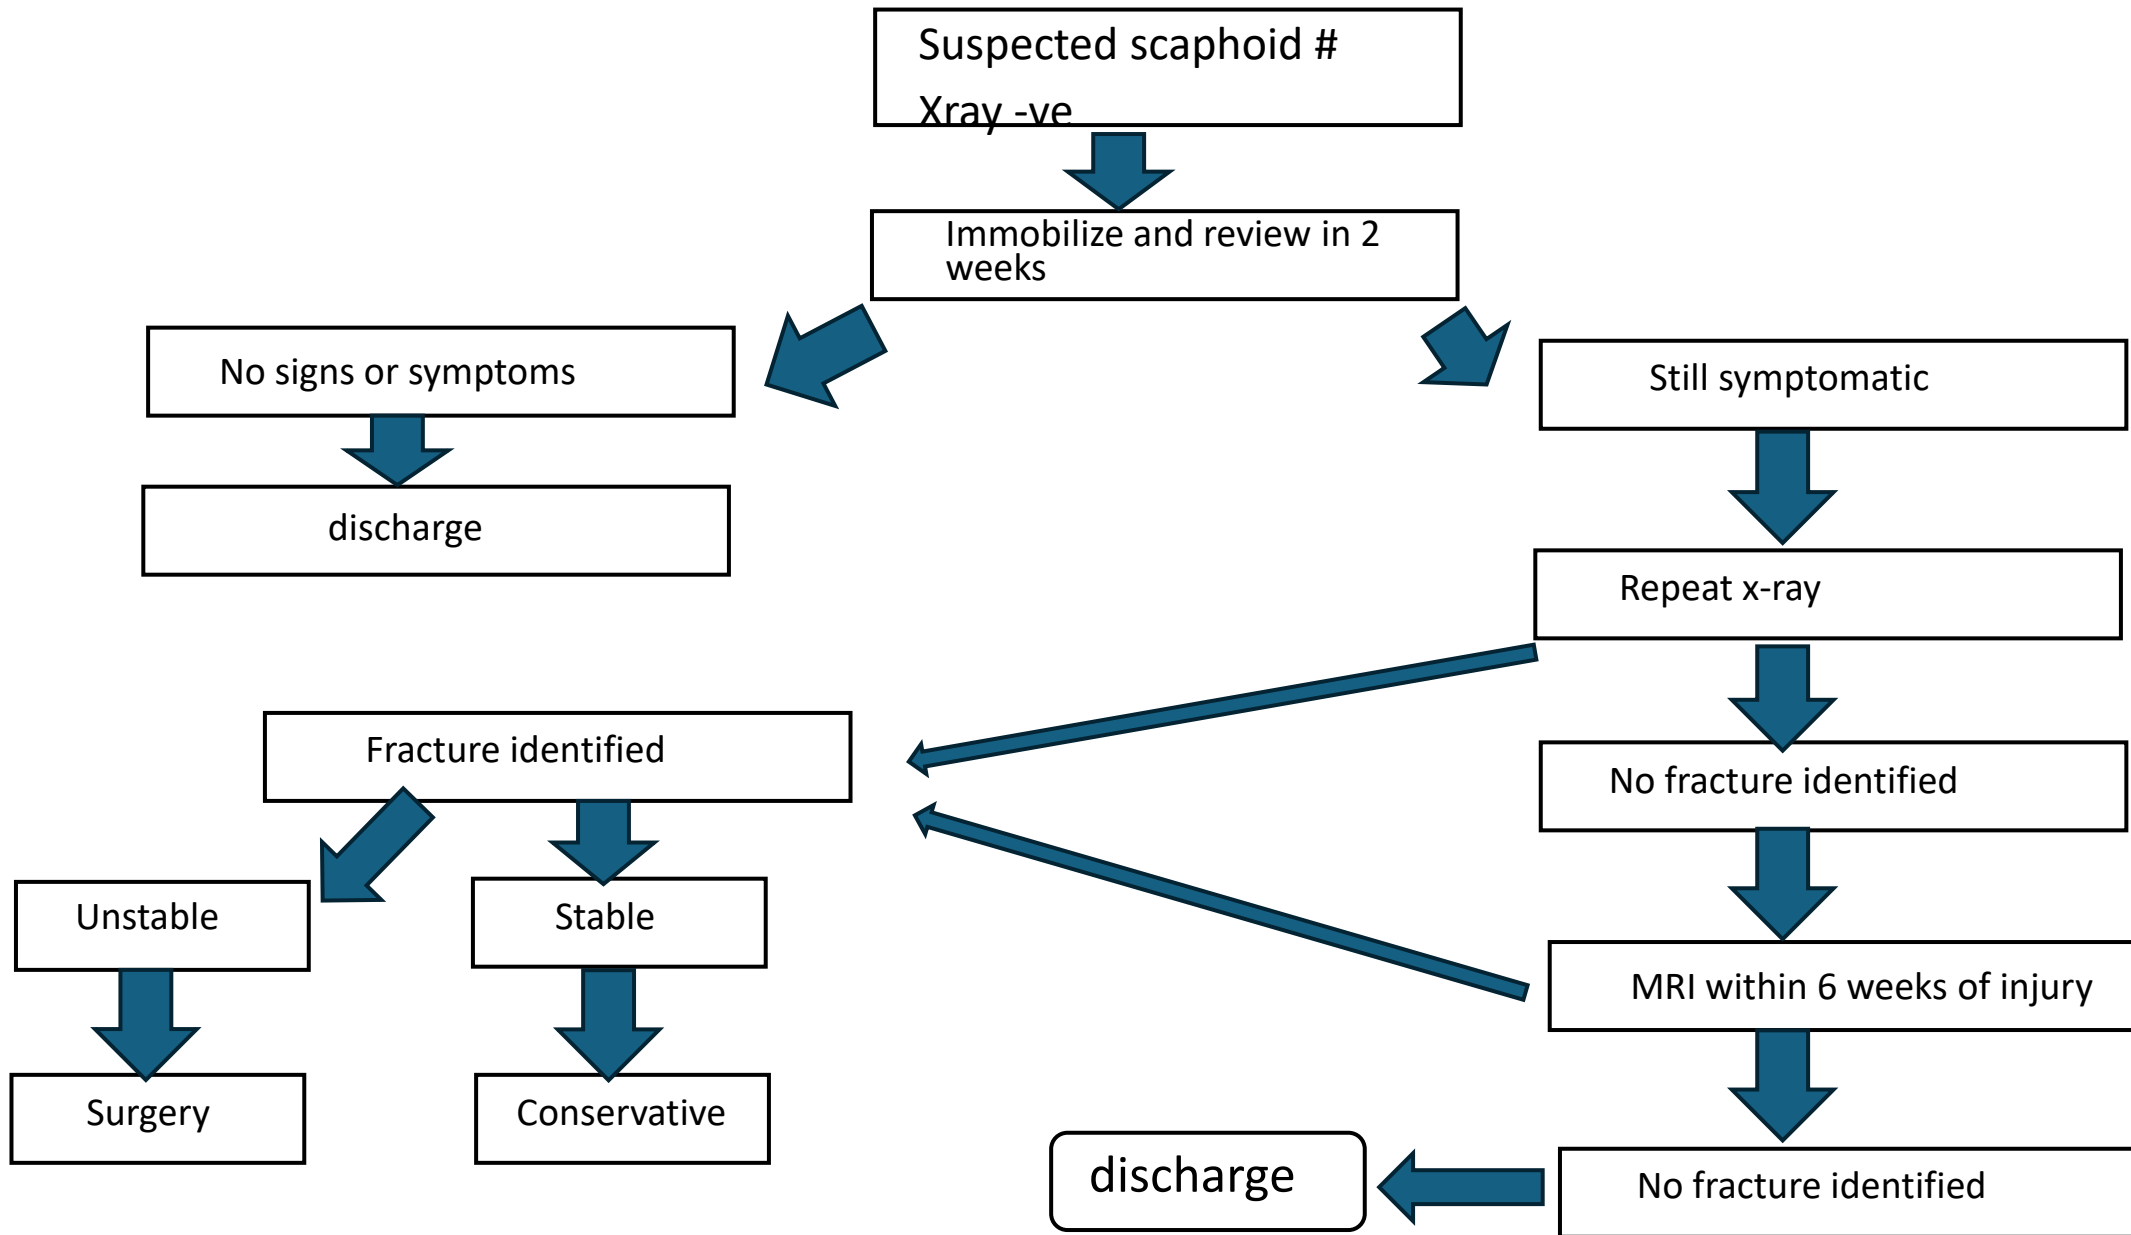 Suspected scaphoid #
Xray -ve
Immobilize and review in 2
weeks
No signs or symptoms
Still symptomatic
discharge
Repeat x-ray
Fracture identified
No fracture identified
Unstable
Stable
MRI within 6 weeks of injury
Surgery
Conservative
discharge
No fracture identified